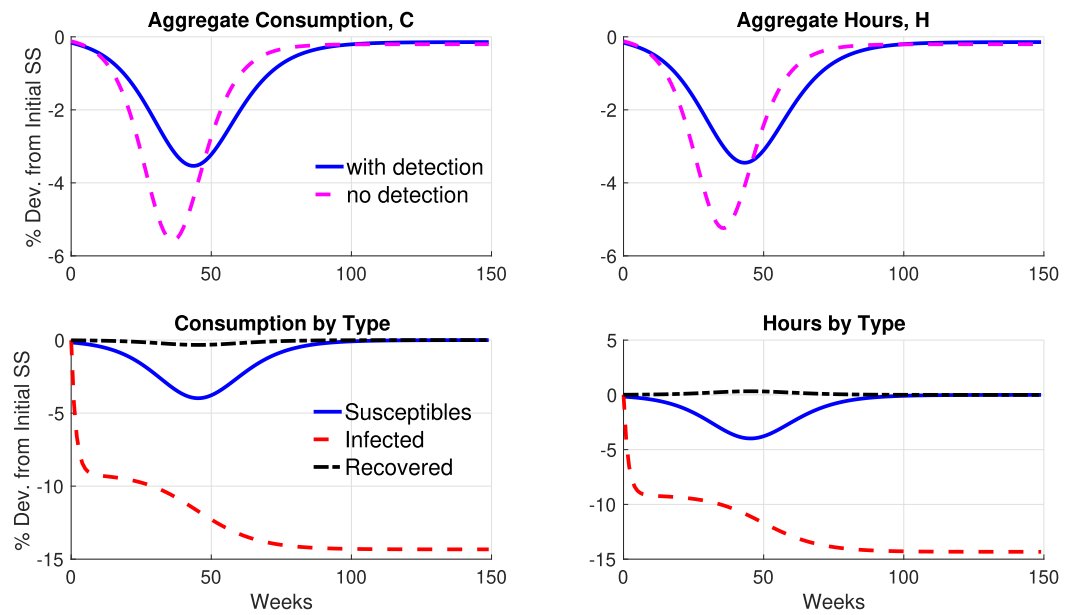 Aggregate Consumption, C
% Dev. from Initial SS
0
-2
-4
-6
with detection
no detection
0 50 100 150
Aggregate Hours, H
0
-2
-4
-6
0 50 100 150
Consumption by Type
% Dev. from Initial SS
0
-5
-10
-15
Susceptibles
Infected
Recovered
0 50 100 150
Weeks
Hours by Type
5
0
-5
-10
-15
0 50 100 150
Weeks